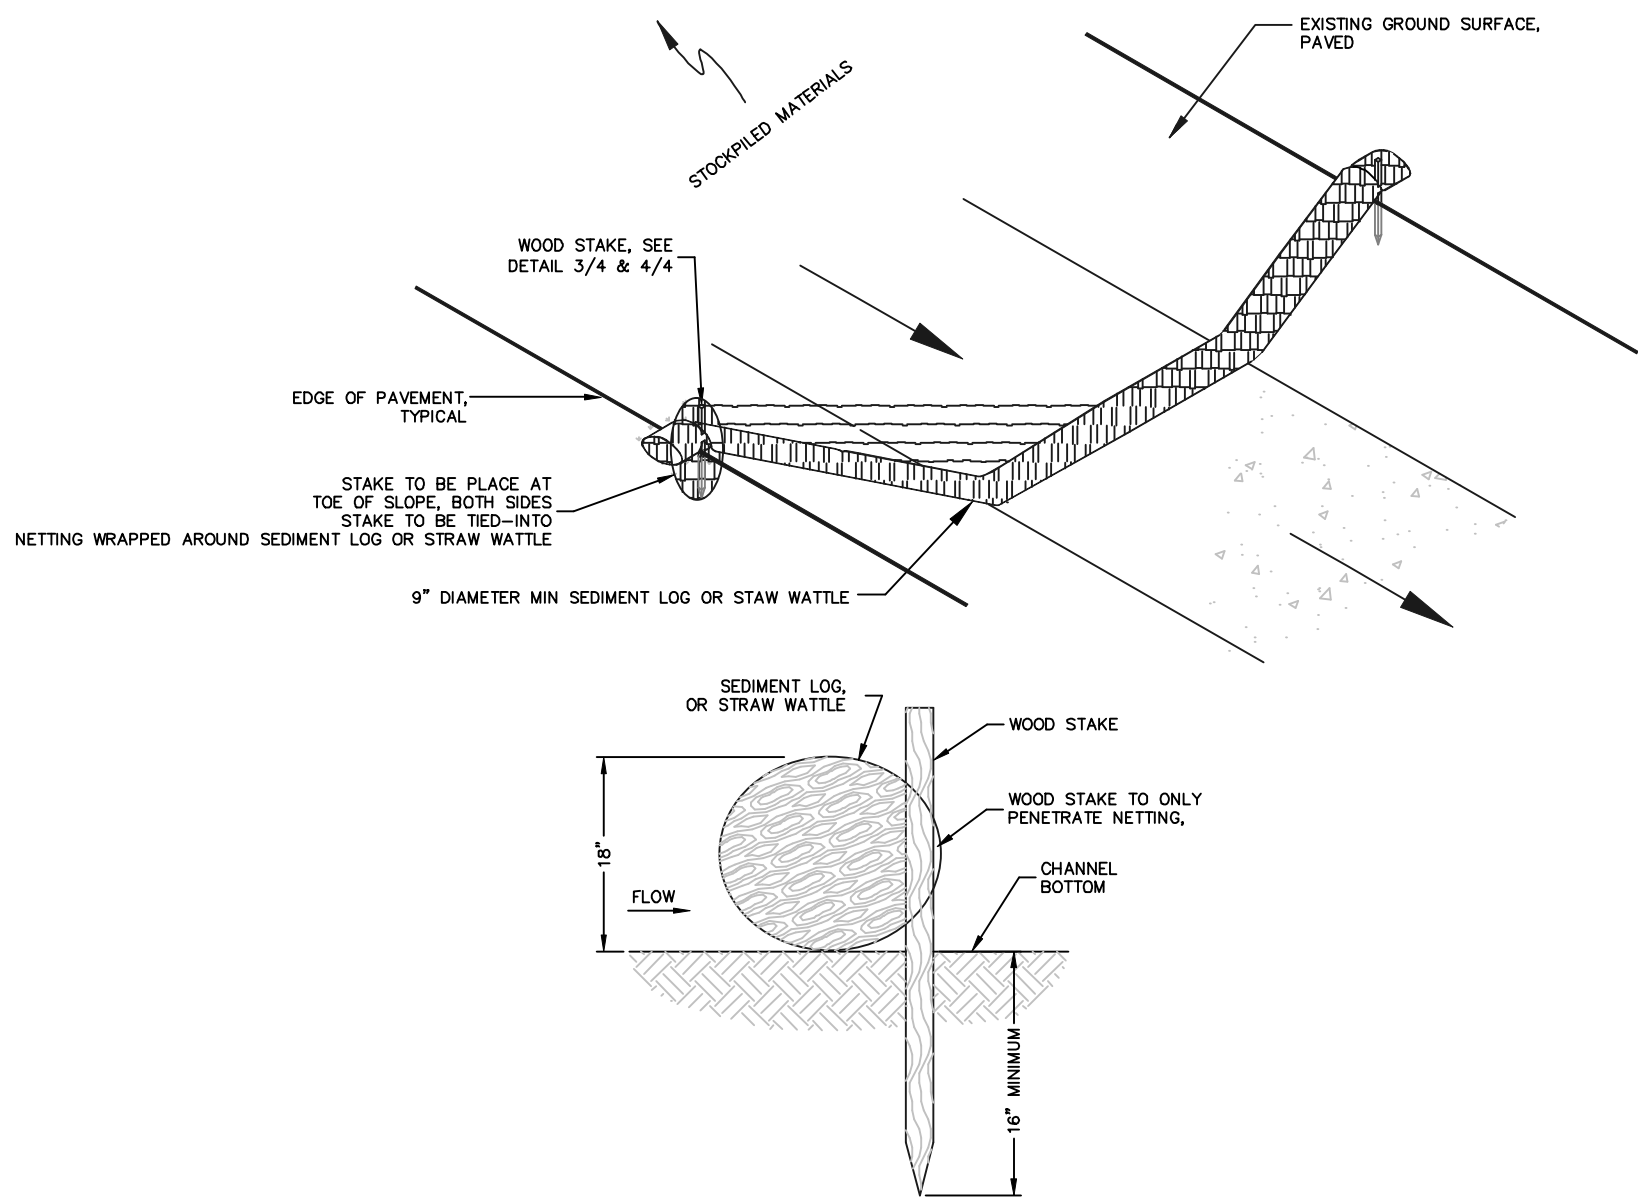 EXISTING GROUND SURFACE,
PAVED
STOCKPILED MATERIALS
WOOD STAKE, SEE
DETAIL 3/4 & 4/4
EDGE OF PAVEMENT,
TYPICAL
STAKE TO BE PLACE AT
TOE OF SLOPE, BOTH SIDES
STAKE TO BE TIED-INTO
NETTING WRAPPED AROUND SEDIMENT LOG OR STRAW WATTLE
9" DIAMETER MIN SEDIMENT LOG OR STAW WATTLE
SEDIMENT LOG,
OR STRAW WATTLE
WOOD STAKE
WOOD STAKE TO ONLY
PENETRATE NETTING,
CHANNEL
BOTTOM
18"
FLOW
16" MINIMUM